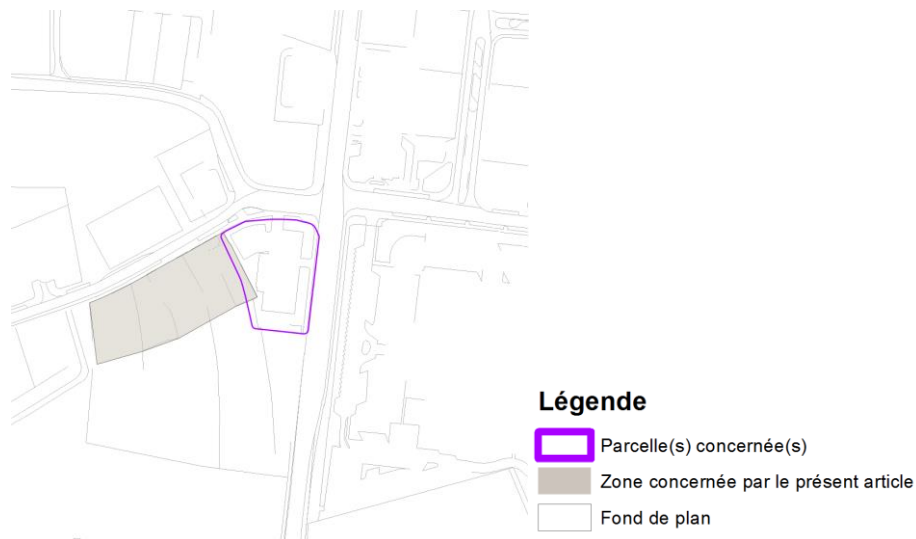 Légende
Parcelle(s) concernée(s)
Zone concernée par le présent article
Fond de plan